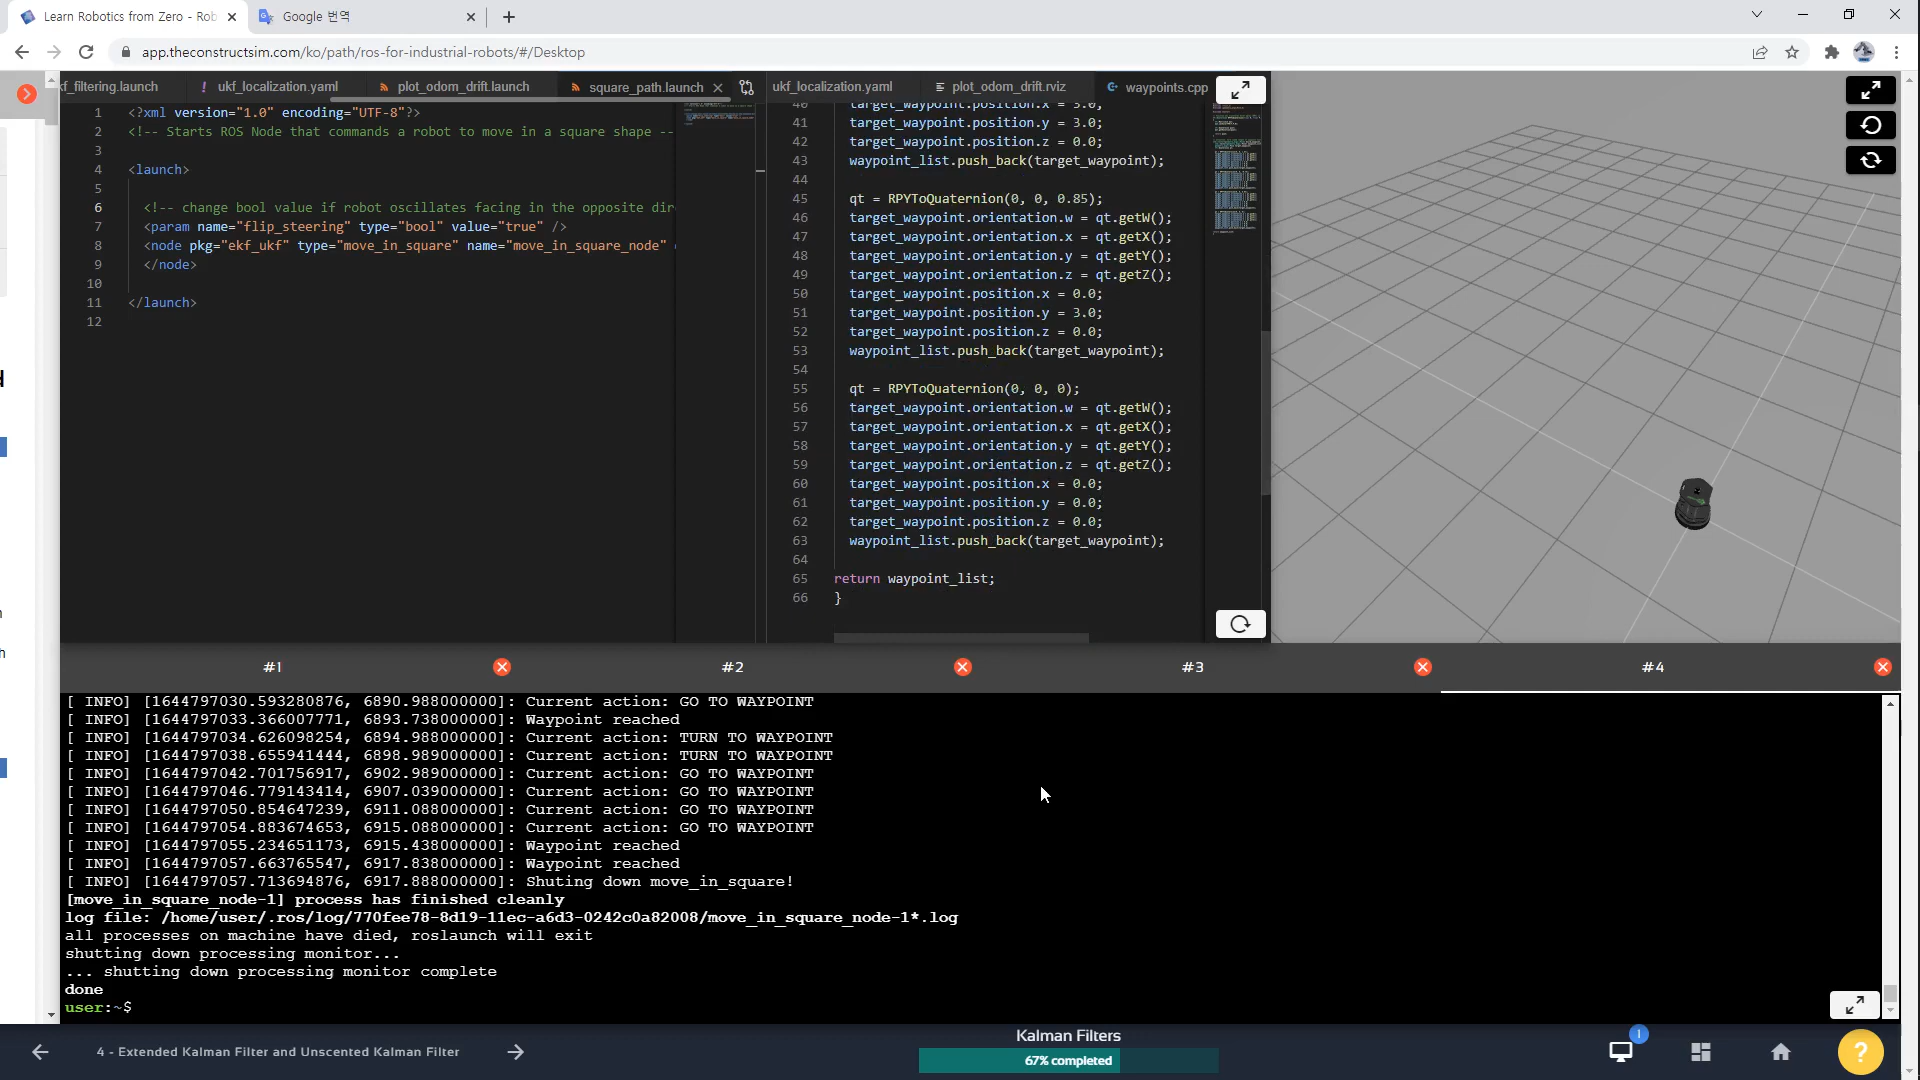 Learn Robotics from Zero - Rob
Google 번역
app.theconstructsim.com/ko/path/ros-for-industrial-robots/#/Desktop
kf_filtering.launch
ukf_localization.yaml
plot_odom_drift.launch
square_path.launch
1 <?xml version="1.0" encoding="UTF-8"?>
2 <!-- Starts ROS Node that commands a robot to move in a square shape --
3
4 <launch>
5
6 <!-- change bool value if robot oscillates facing in the opposite dir
7 <param name="flip_steering" type="bool" value="true" />
8 <node pkg="ekf_ukf" type="move_in_square" name="move_in_square_node"
9 </node>
10
11 </launch>
12
ukf_localization.yaml
plot_odom_drift.rviz
waypoints.cpp
40 target_waypoint.position.x = 3.0;
41 target_waypoint.position.y = 3.0;
42 target_waypoint.position.z = 0.0;
43 waypoint_list.push_back(target_waypoint);
44
45 qt = RPYToQuaternion(0, 0, 0.85);
46 target_waypoint.orientation.w = qt.getW();
47 target_waypoint.orientation.x = qt.getX();
48 target_waypoint.orientation.y = qt.getY();
49 target_waypoint.orientation.z = qt.getZ();
50 target_waypoint.position.x = 0.0;
51 target_waypoint.position.y = 3.0;
52 target_waypoint.position.z = 0.0;
53 waypoint_list.push_back(target_waypoint);
54
55 qt = RPYToQuaternion(0, 0, 0);
56 target_waypoint.orientation.w = qt.getW();
57 target_waypoint.orientation.x = qt.getX();
58 target_waypoint.orientation.y = qt.getY();
59 target_waypoint.orientation.z = qt.getZ();
60 target_waypoint.position.x = 0.0;
61 target_waypoint.position.y = 0.0;
62 target_waypoint.position.z = 0.0;
63 waypoint_list.push_back(target_waypoint);
64
65 return waypoint_list;
66 }
#1
#2
#3
#4
[ INFO] [1644797030.593280876, 6890.988000000]: Current action: GO TO WAYPOINT
[ INFO] [1644797033.366007771, 6893.738000000]: Waypoint reached
[ INFO] [1644797034.626098254, 6894.988000000]: Current action: TURN TO WAYPOINT
[ INFO] [1644797038.655941444, 6898.989000000]: Current action: TURN TO WAYPOINT
[ INFO] [1644797042.701756917, 6902.989000000]: Current action: GO TO WAYPOINT
[ INFO] [1644797046.779143414, 6907.039000000]: Current action: GO TO WAYPOINT
[ INFO] [1644797050.854647239, 6911.088000000]: Current action: GO TO WAYPOINT
[ INFO] [1644797054.883674653, 6915.088000000]: Current action: GO TO WAYPOINT
[ INFO] [1644797055.234651173, 6915.438000000]: Waypoint reached
[ INFO] [1644797057.663765547, 6917.838000000]: Waypoint reached
[ INFO] [1644797057.713694876, 6917.888000000]: Shuting down move_in_square!
[move_in_square_node-1] process has finished cleanly
log file: /home/user/.ros/log/770fee78-8d19-11ec-a6d3-0242c0a82008/move_in_square_node-1*.log
all processes on machine have died, roslaunch will exit
shutting down processing monitor...
... shutting down processing monitor complete
done
user:~$
4 - Extended Kalman Filter and Unscented Kalman Filter
Kalman Filters
67% completed
1
?